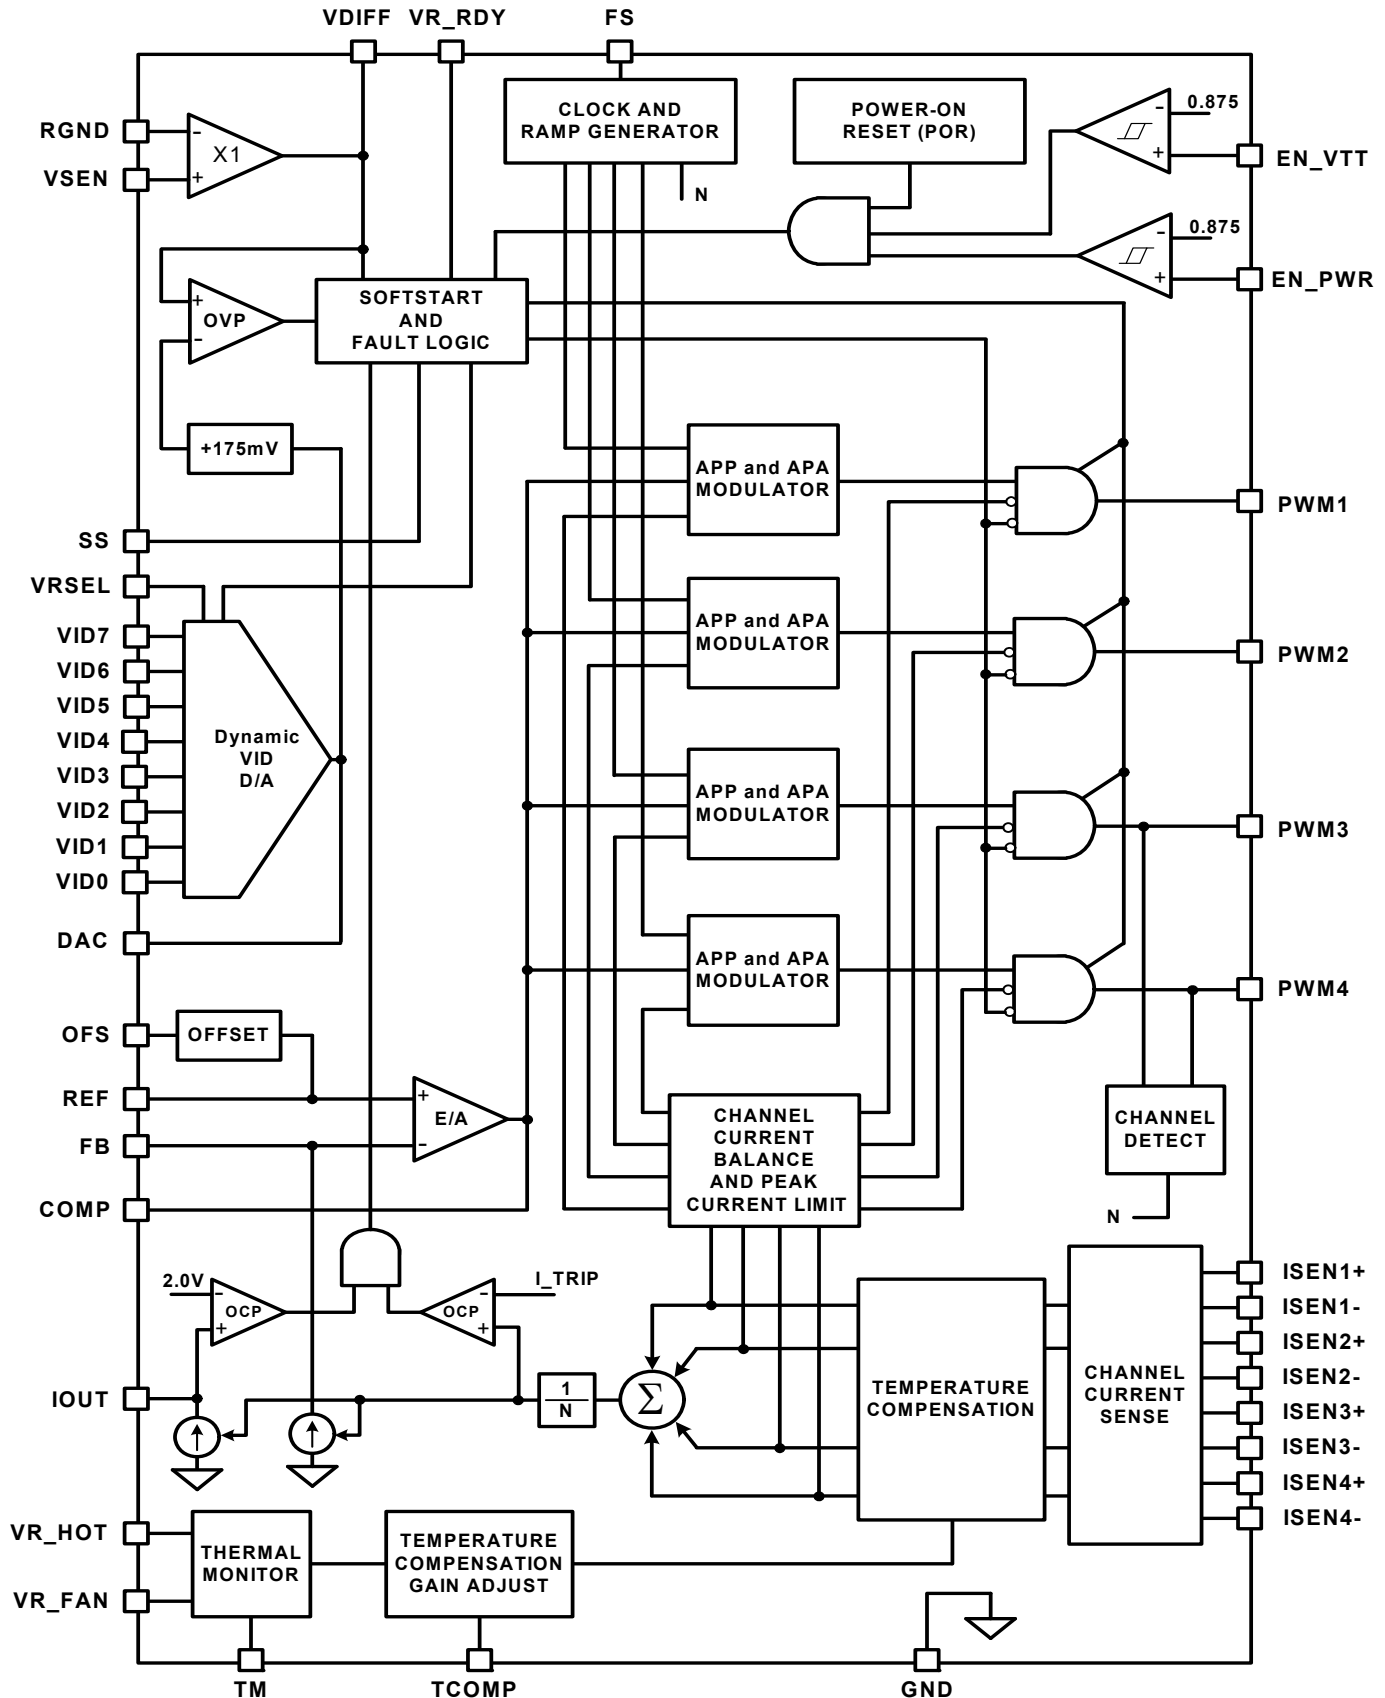 VDIFF VR_RDY FS
CLOCK AND
RAMP GENERATOR
N
POWER-ON
RESET (POR)
- 0.875
+
EN_VTT
- 0.875
+
EN_PWR
RGND
VSEN
-
X1
+
+
OVP
-
SOFTSTART
AND
FAULT LOGIC
+175mV
SS
VRSEL
VID7
VID6
VID5
VID4
VID3
VID2
VID1
VID0
Dynamic
VID
D/A
DAC
APP and APA
MODULATOR
PWM1
APP and APA
MODULATOR
PWM2
APP and APA
MODULATOR
PWM3
APP and APA
MODULATOR
PWM4
OFS
OFFSET
REF
FB
COMP
+
E/A
-
CHANNEL
CURRENT
BALANCE
AND PEAK
CURRENT LIMIT
CHANNEL
DETECT
N
2.0V
-
OCP
+
I_TRIP
-
OCP
+
IOUT
1
N
Σ
TEMPERATURE
COMPENSATION
CHANNEL
CURRENT
SENSE
ISEN1+
ISEN1-
ISEN2+
ISEN2-
ISEN3+
ISEN3-
ISEN4+
ISEN4-
VR_HOT
VR_FAN
THERMAL
MONITOR
TEMPERATURE
COMPENSATION
GAIN ADJUST
TM TCOMP GND